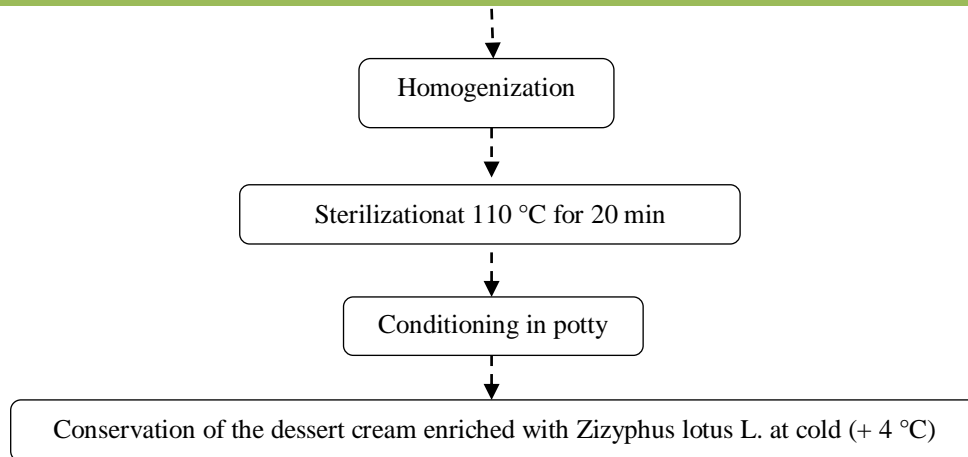 Homogenization
Sterilizationat 110 °C for 20 min
Conditioning in potty
Conservation of the dessert cream enriched with Zizyphus lotus L. at cold (+ 4 °C)